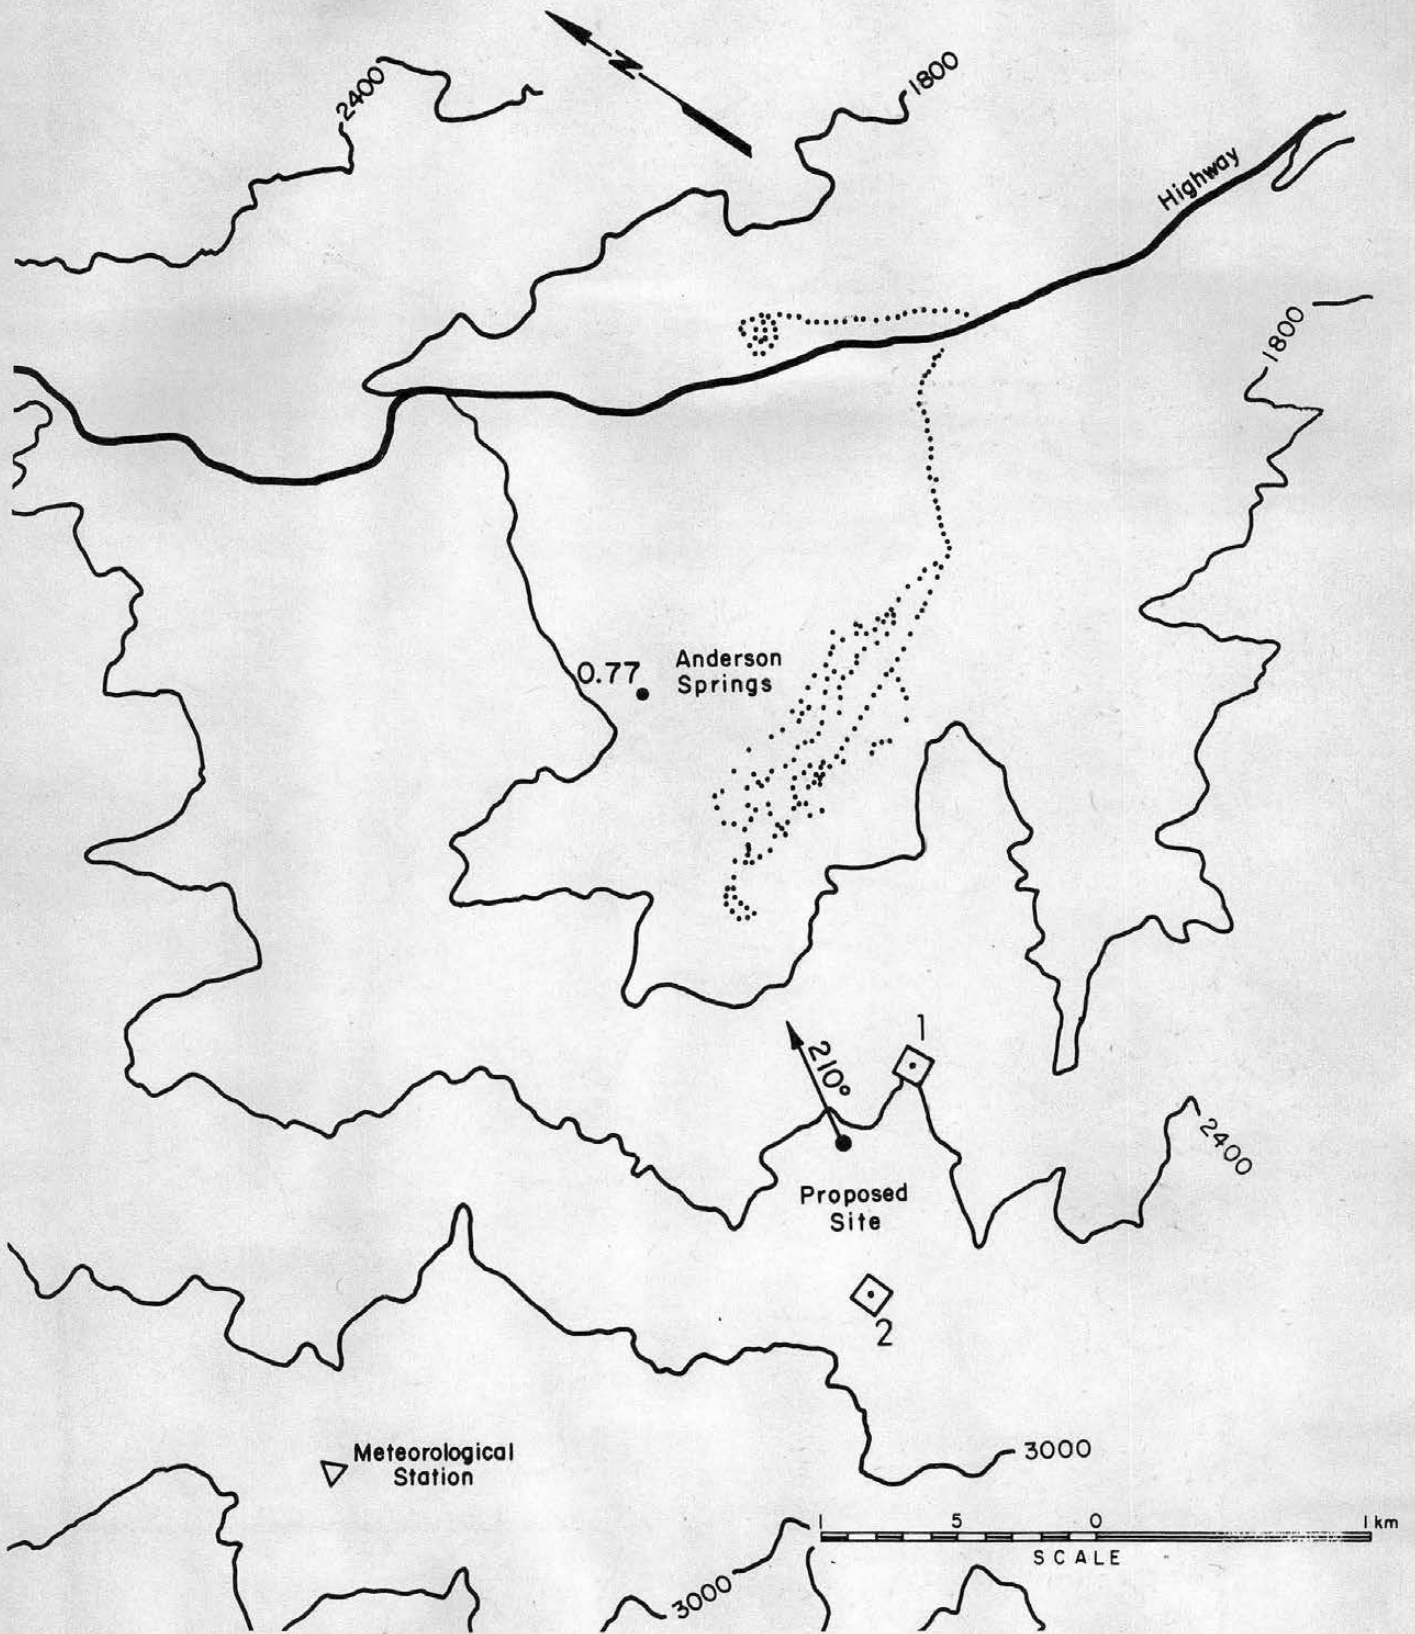 N
2400
1800
Highway
1800
0.77
Anderson
Springs
1
210°
2400
Proposed
Site
2
3000
Meteorological
Station
1 5 0 1 km
SCALE
3000